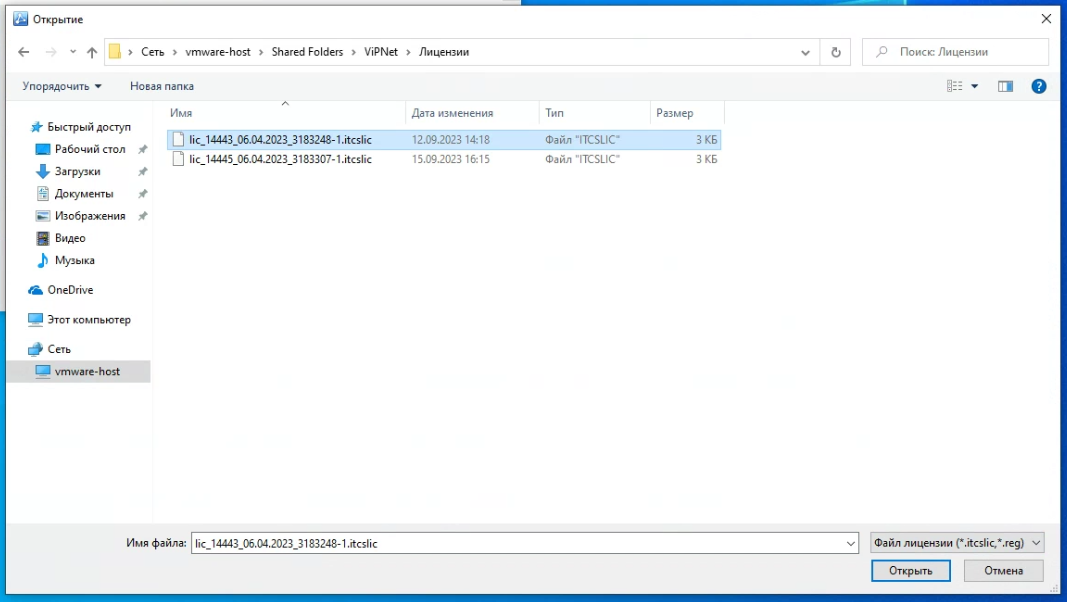 Открытие
Сеть › vmware-host › Shared Folders › ViPNet › Лицензии
Поиск: Лицензии
Упорядочить
Новая папка
?
Имя Дата изменения Тип Размер
lic_14443_06.04.2023_3183248-1.itcslic 12.09.2023 14:18 Файл "ITCSLIC" 3 КБ
lic_14445_06.04.2023_3183307-1.itcslic 15.09.2023 16:15 Файл "ITCSLIC" 3 КБ
Быстрый доступ
Рабочий стол
Загрузки
Документы
Изображения
Видео
Музыка
OneDrive
Этот компьютер
Сеть
vmware-host
Имя файла: lic_14443_06.04.2023_3183248-1.itcslic
Файл лицензии (*.itcslic,*.reg)
Открыть
Отмена